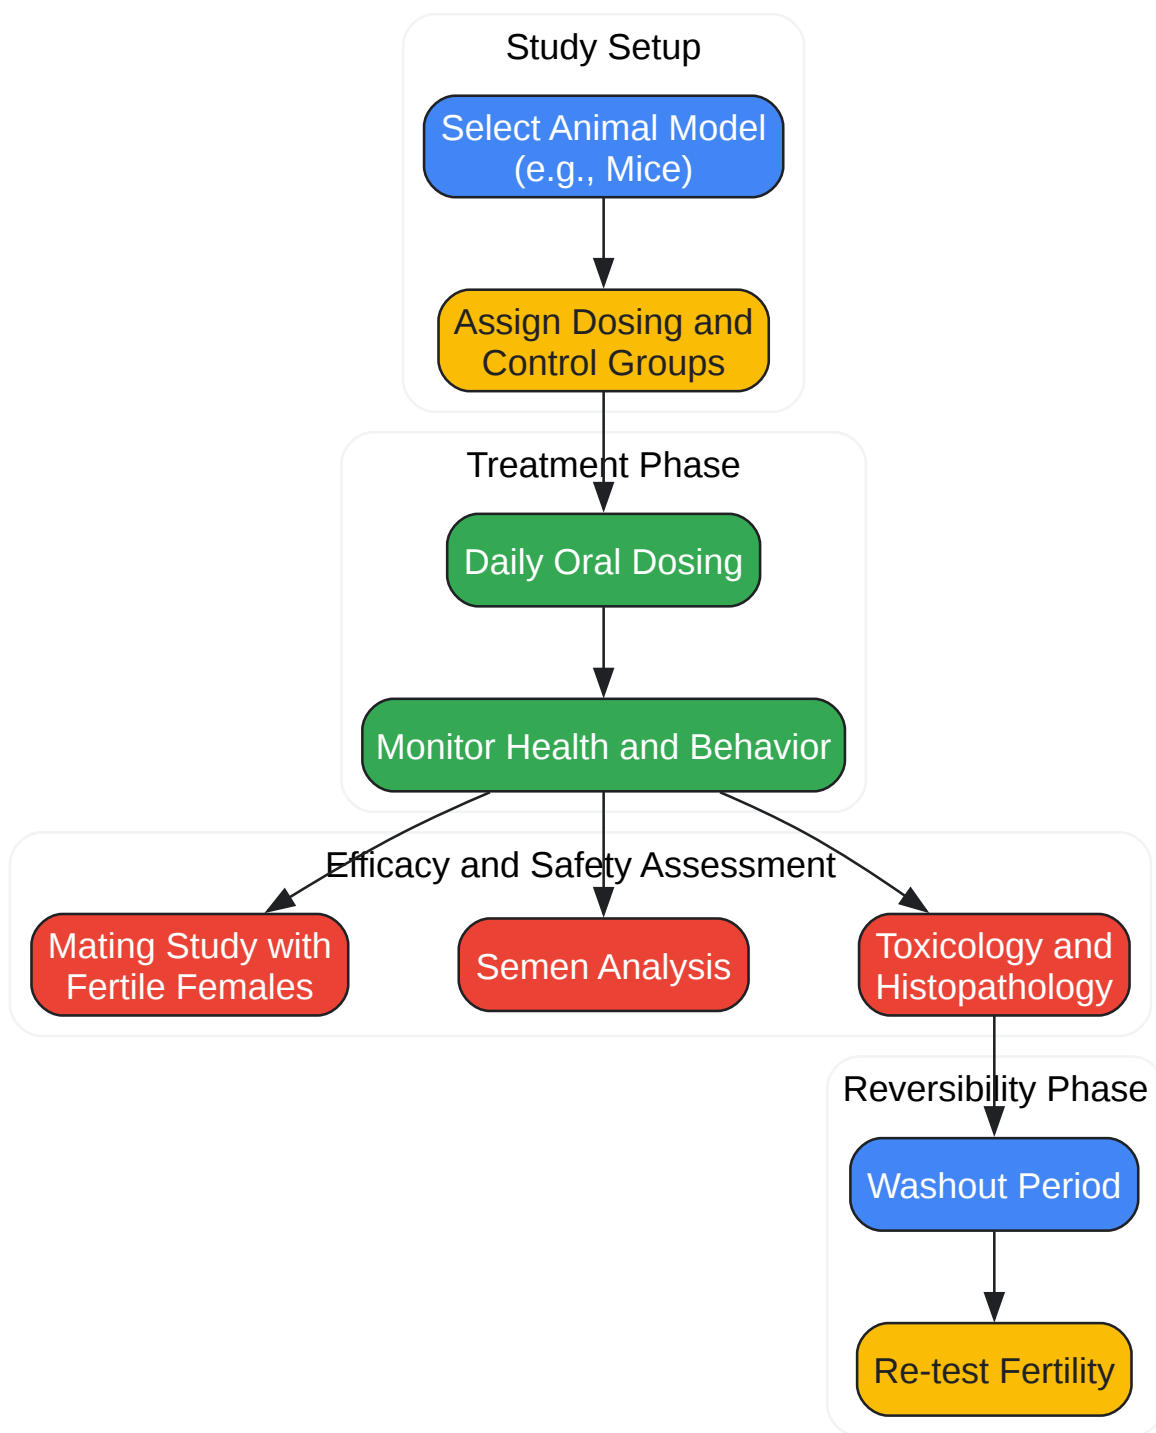 Study Setup
Select Animal Model
(e.g., Mice)
Assign Dosing and
Control Groups
Treatment Phase
Daily Oral Dosing
Monitor Health and Behavior
Efficacy and Safety Assessment
Mating Study with
Fertile Females
Semen Analysis
Toxicology and
Histopathology
Reversibility Phase
Washout Period
Re-test Fertility